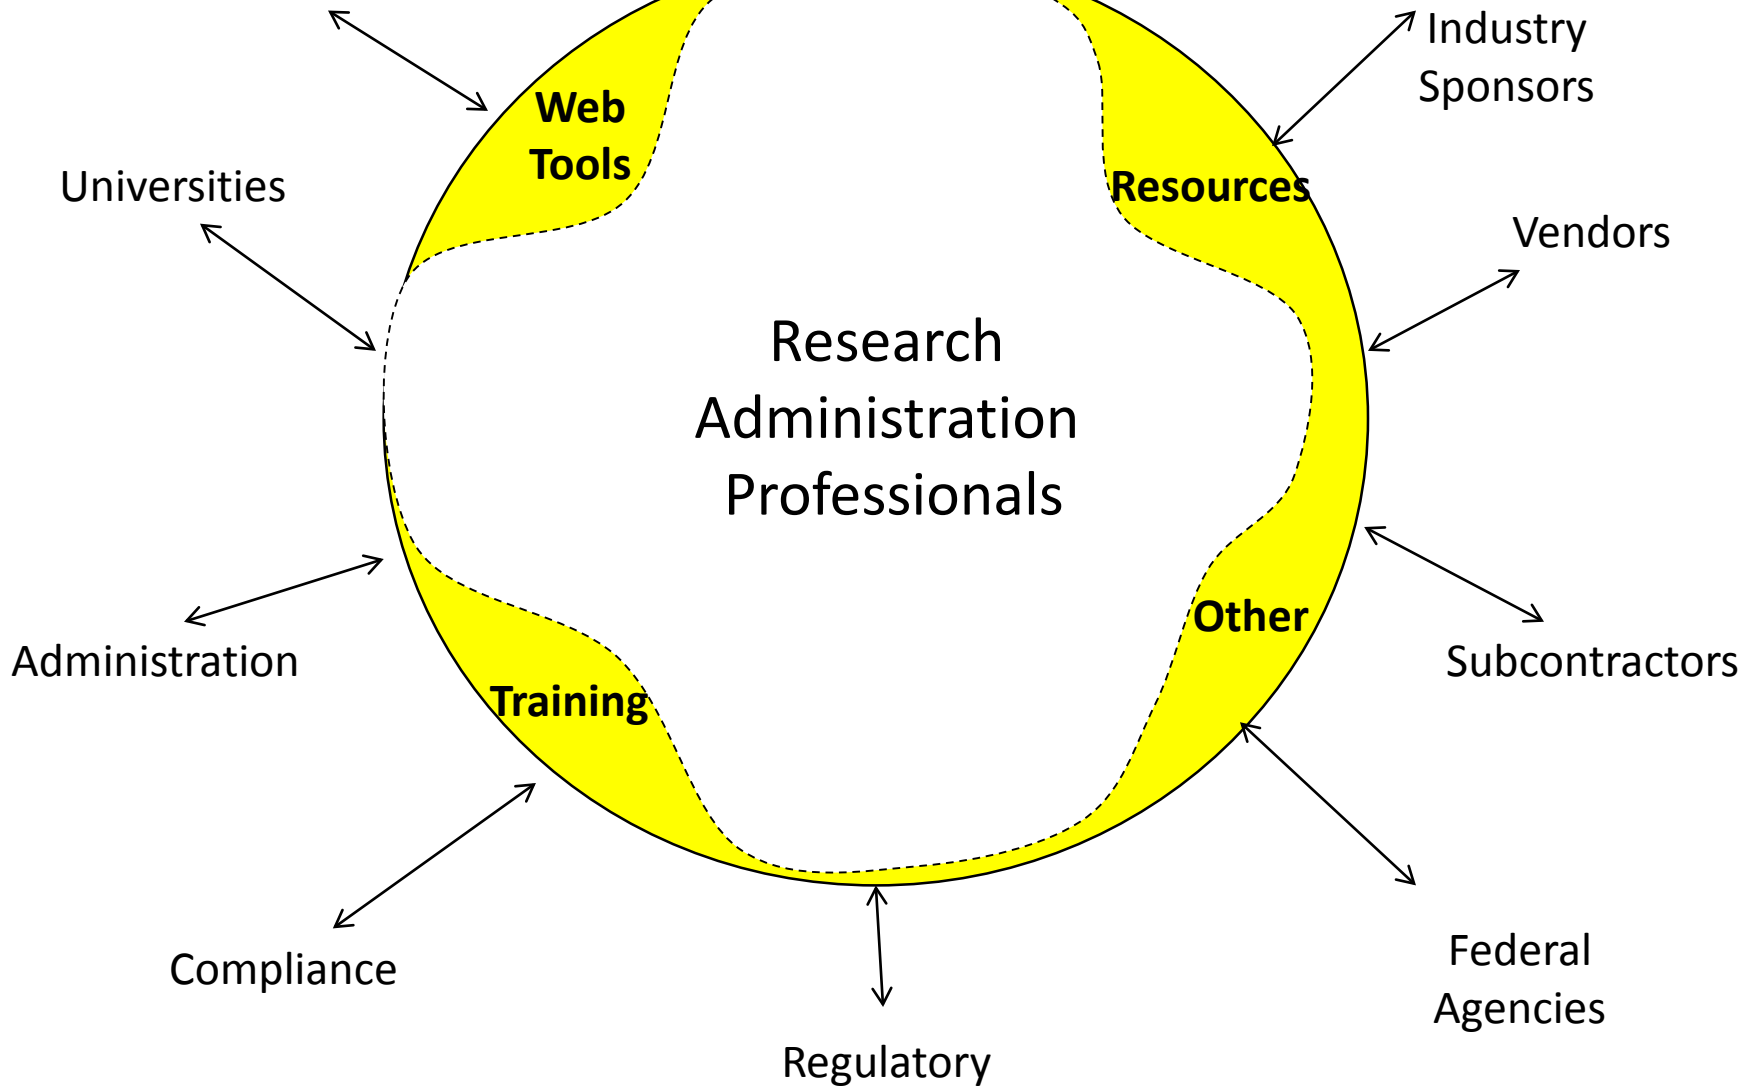 Industry
Sponsors
Web
Tools
Universities
Resources
Vendors
Research
Administration
Professionals
Other
Administration
Subcontractors
Training
Compliance
Federal
Agencies
Regulatory